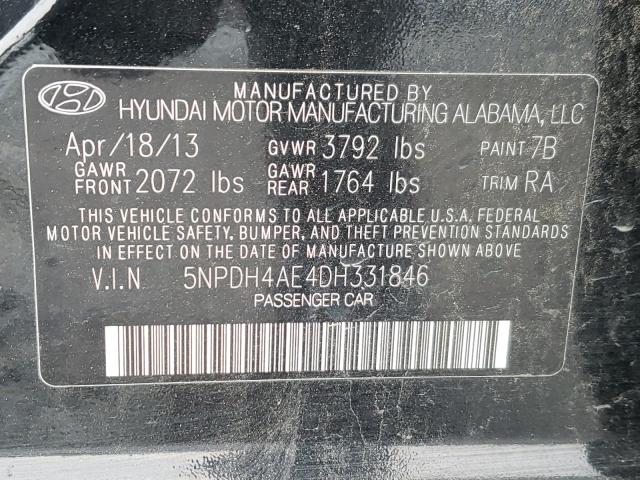 MANUFACTURED BY
HYUNDAI MOTOR MANUFACTURING ALABAMA, LLC
Apr/18/13 GVWR 3792 lbs PAINT 7B
GAWR FRONT 2072 lbs GAWR REAR 1764 lbs TRIM RA
THIS VEHICLE CONFORMS TO ALL APPLICABLE U.S.A. FEDERAL
MOTOR VEHICLE SAFETY, BUMPER, AND THEFT PREVENTION STANDARDS
IN EFFECT ON THE DATE OF MANUFACTURE SHOWN ABOVE
V.I.N 5NPDH4AE4DH331846
PASSENGER CAR